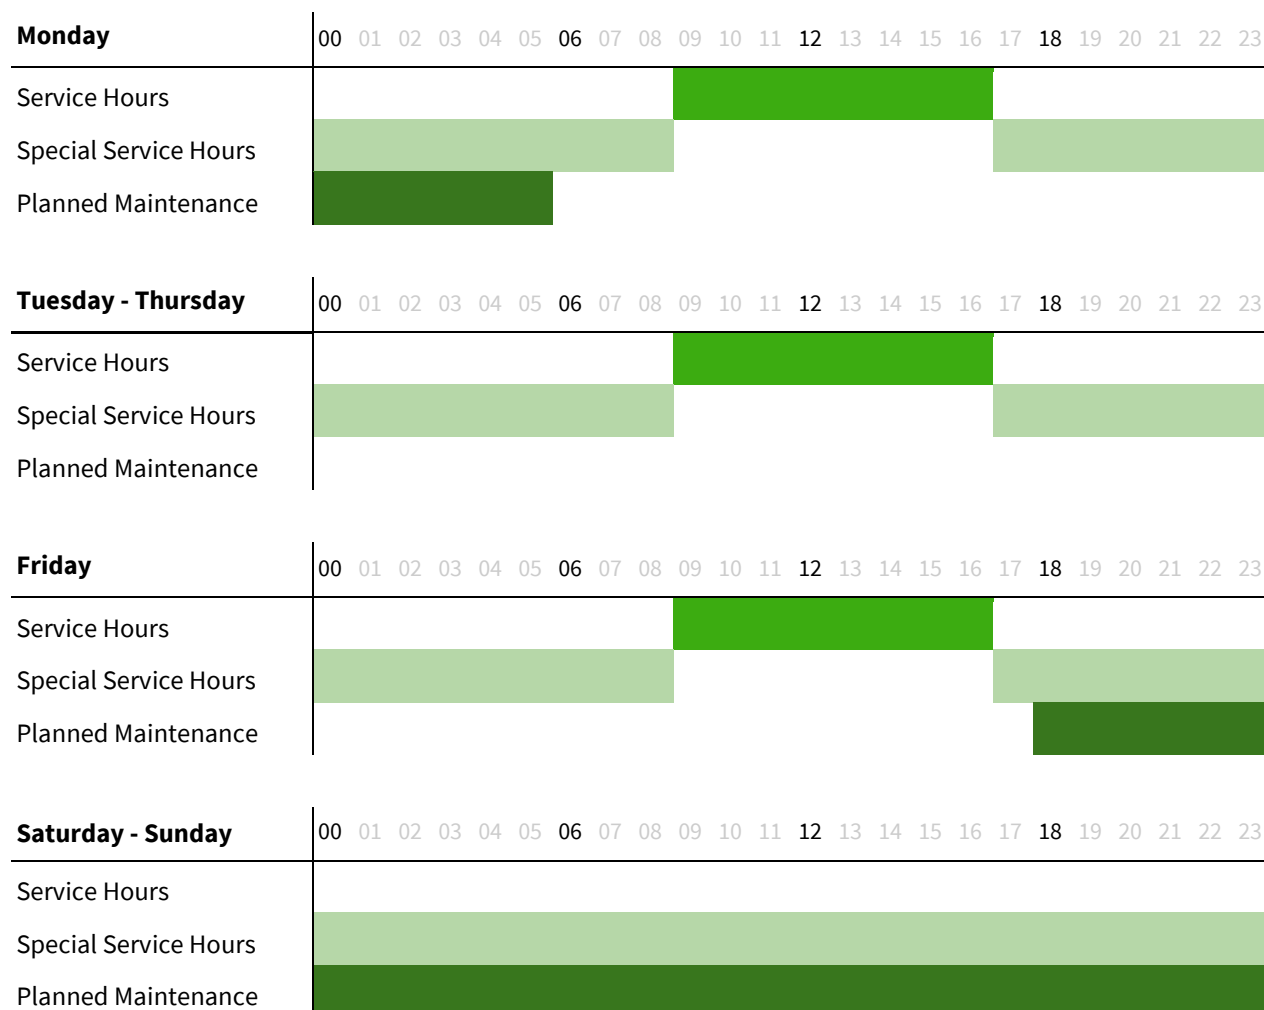 Monday 00 01 02 03 04 05 06 07 08 09 10 11 12 13 14 15 16 17 18 19 20 21 22 23
Service Hours
Special Service Hours
Planned Maintenance
Tuesday - Thursday 00 01 02 03 04 05 06 07 08 09 10 11 12 13 14 15 16 17 18 19 20 21 22 23
Service Hours
Special Service Hours
Planned Maintenance
Friday 00 01 02 03 04 05 06 07 08 09 10 11 12 13 14 15 16 17 18 19 20 21 22 23
Service Hours
Special Service Hours
Planned Maintenance
Saturday - Sunday 00 01 02 03 04 05 06 07 08 09 10 11 12 13 14 15 16 17 18 19 20 21 22 23
Service Hours
Special Service Hours
Planned Maintenance